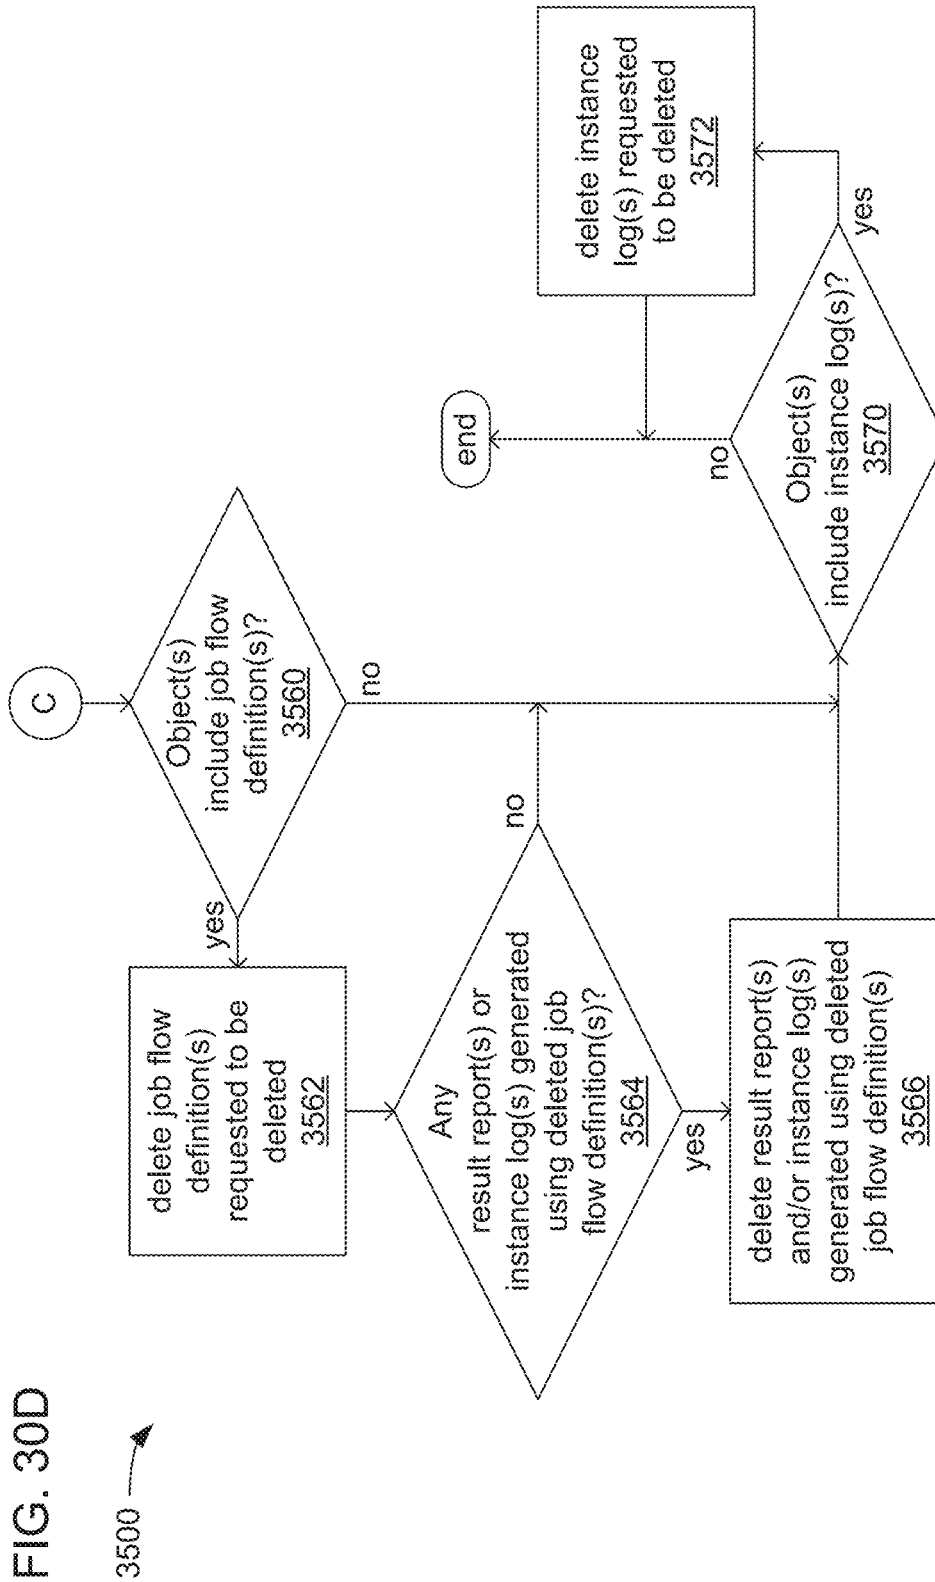 FIG. 30D
3500
C
Object(s)
include job flow
definition(s)?
3560
yes
no
delete job flow
definition(s)
requested to be
deleted
3562
Any
result report(s) or
instance log(s) generated
using deleted job
flow definition(s)?
3564
no
yes
delete result report(s)
and/or instance log(s)
generated using deleted
job flow definition(s)
3566
Object(s)
include instance log(s)?
3570
no
yes
delete instance
log(s) requested
to be deleted
3572
end